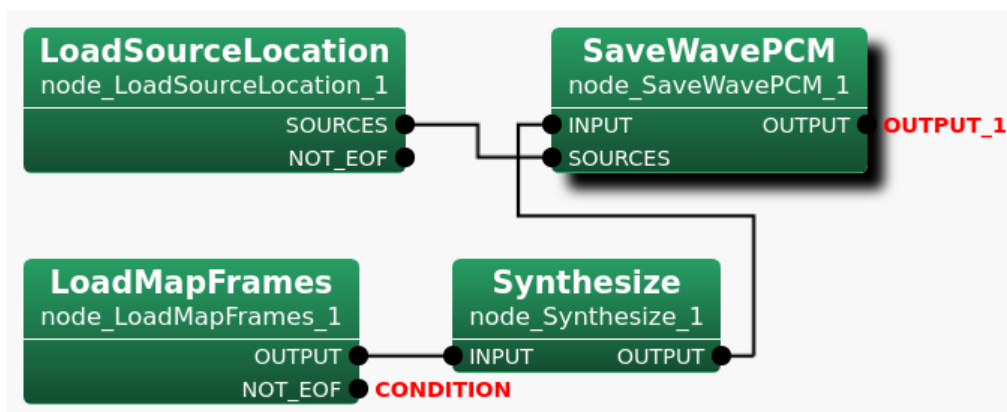 LoadSourceLocation
node_LoadSourceLocation_1
SOURCES
NOT_EOF
SaveWavePCM
node_SaveWavePCM_1
INPUT OUTPUT OUTPUT_1
SOURCES
LoadMapFrames
node_LoadMapFrames_1
OUTPUT
NOT_EOF CONDITION
Synthesize
node_Synthesize_1
INPUT OUTPUT